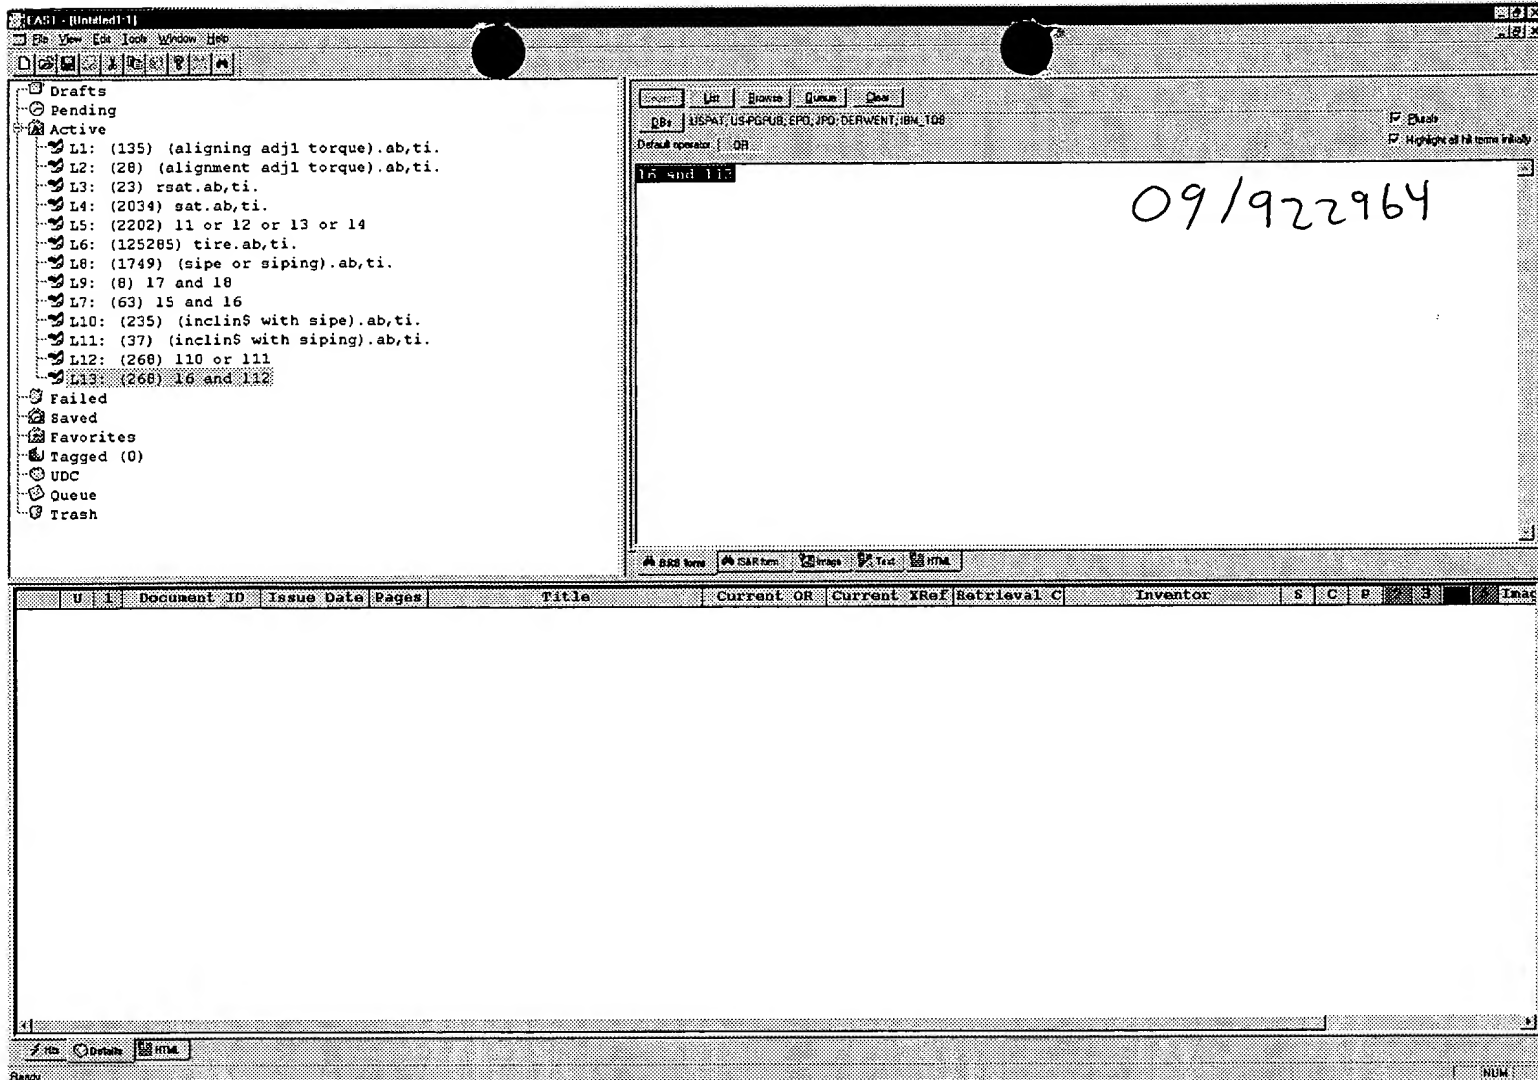 EAST - [Untitled1:1]
File View Edit Tools Window Help
Drafts
Pending
Active
L1: (135) (aligning adj1 torque).ab,ti.
L2: (28) (alignment adj1 torque).ab,ti.
L3: (23) rsat.ab,ti.
L4: (2034) sat.ab,ti.
L5: (2202) l1 or l2 or l3 or l4
L6: (125285) tire.ab,ti.
L8: (1749) (sipe or siping).ab,ti.
L9: (8) l7 and l8
L7: (63) l5 and l6
L10: (235) (inclin$ with sipe).ab,ti.
L11: (37) (inclin$ with siping).ab,ti.
L12: (268) l10 or l11
L13: (268) l6 and l12
Failed
Saved
Favorites
Tagged (0)
UDC
Queue
Trash
List Browse Queue Clear
DBs USPAT; US-PGPUB; EPO; JPO; DERWENT; IBM_TDB
Plurals
Default operator: OR
Highlight all hit terms initially
l6 and l12
09/922964
BRS form IS&R form Image Text HTML
U 1 Document ID Issue Date Pages Title Current OR Current XRef Retrieval C Inventor S C P 2 3 Imag
Hits Details HTML
Ready
NUM